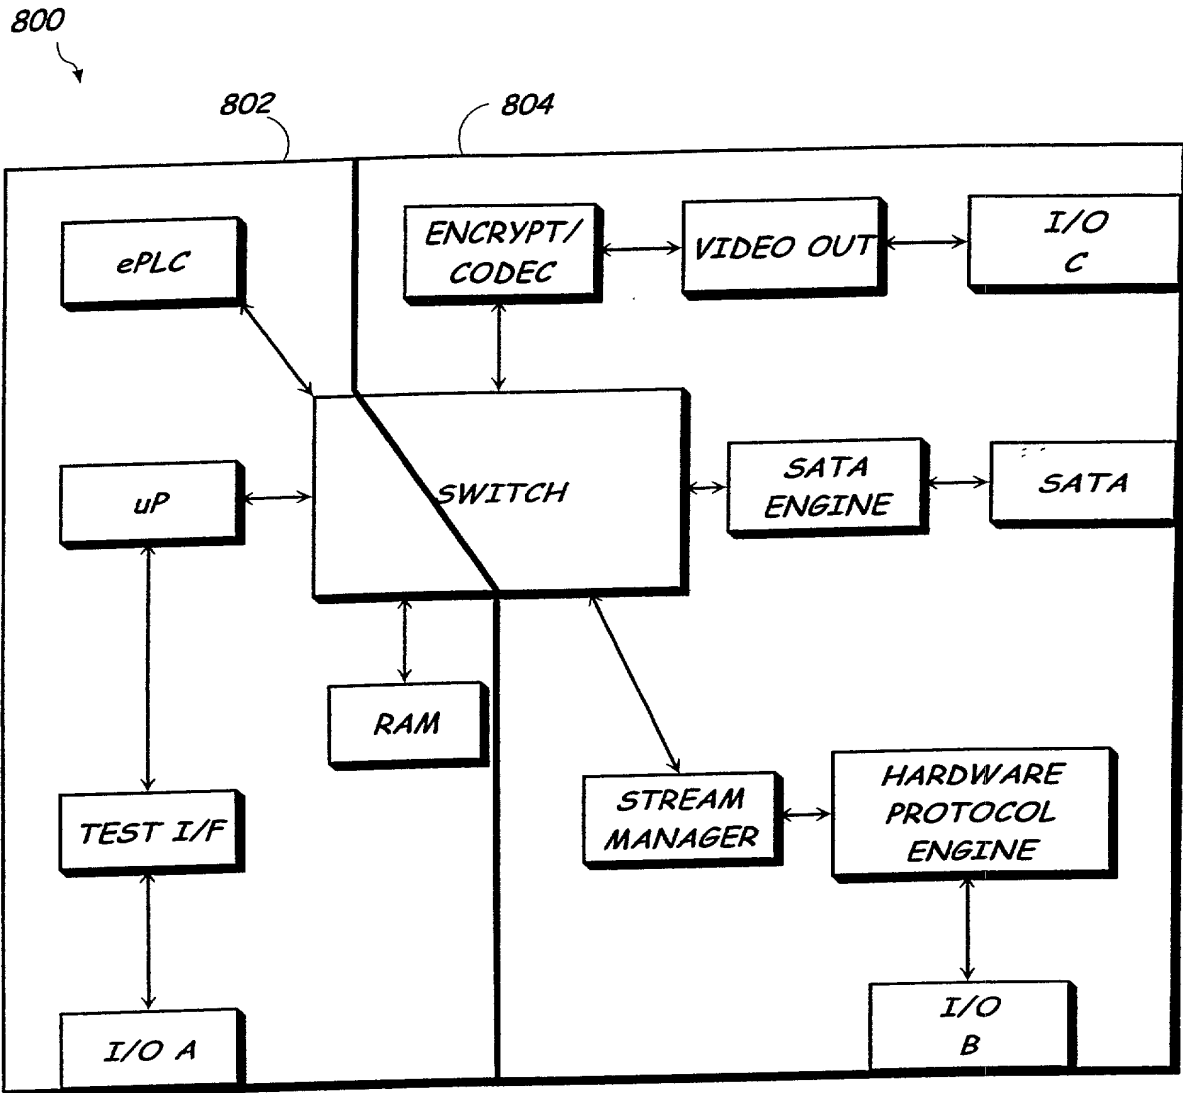 800
802
804
ePLC
ENCRYPT/
CODEC
VIDEO OUT
I/O
C
uP
SWITCH
SATA
ENGINE
SATA
RAM
TEST I/F
STREAM
MANAGER
HARDWARE
PROTOCOL
ENGINE
I/O A
I/O
B